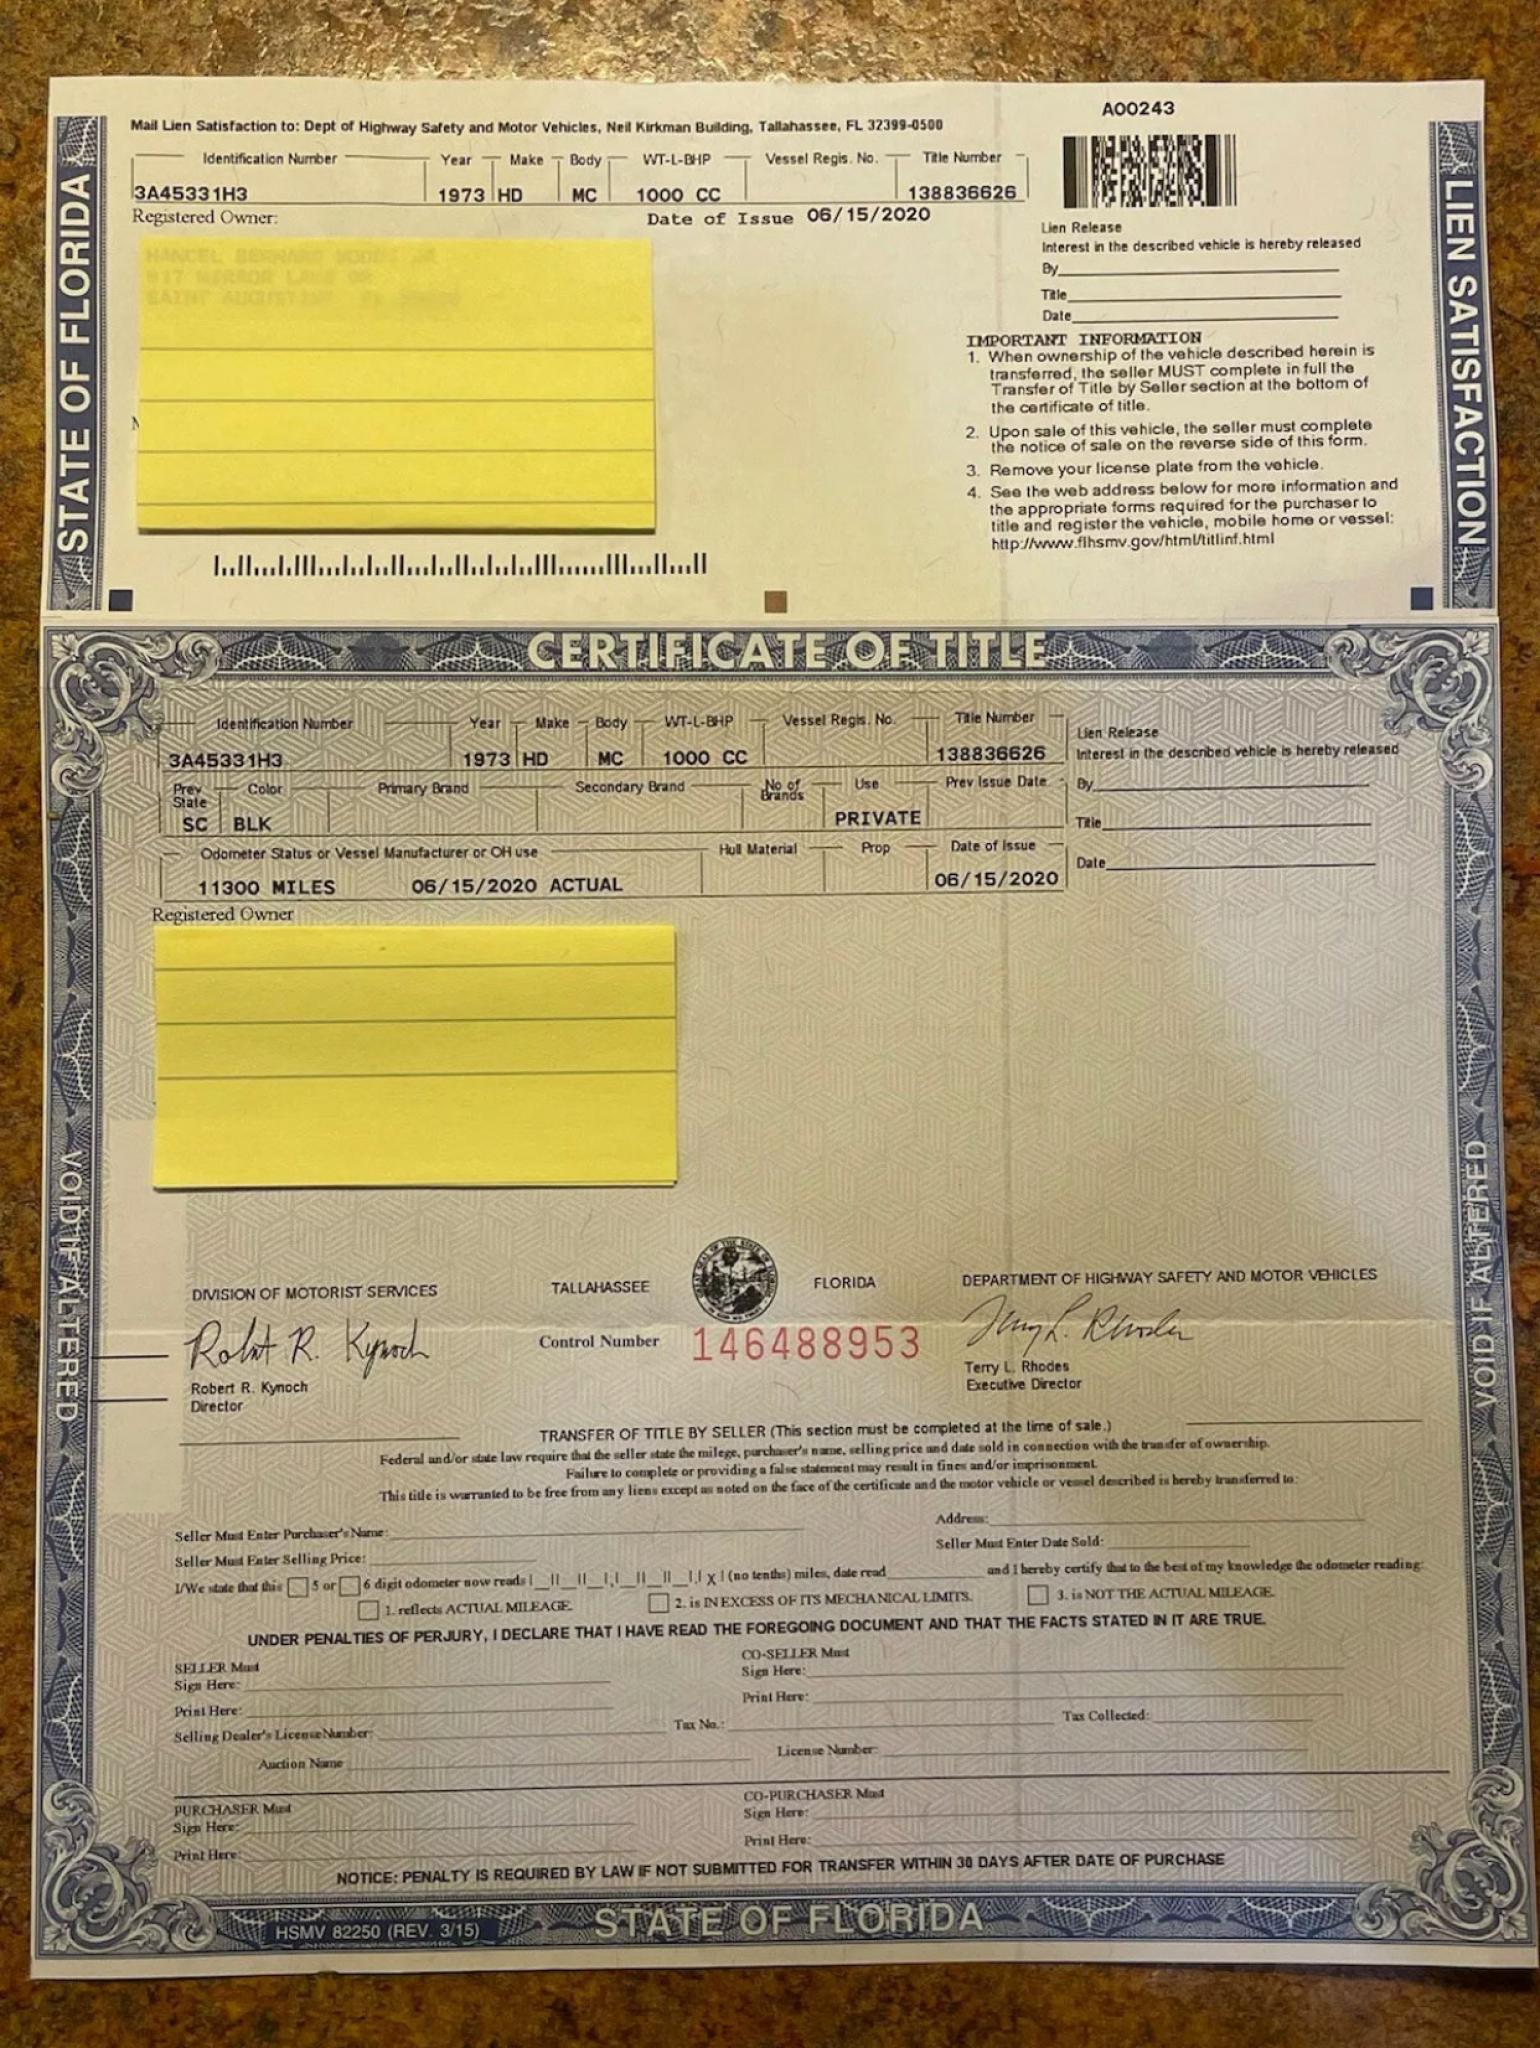 A00243
Mail Lien Satisfaction to: Dept of Highway Safety and Motor Vehicles, Neil Kirkman Building, Tallahassee, FL 32399-0500
Identification Number Year Make Body WT-L-BHP Vessel Regis. No. Title Number
3A45331H3 1973 HD MC 1000 CC 138836626
Registered Owner: Date of Issue 06/15/2020
Lien Release
Interest in the described vehicle is hereby released
By
Title
Date
IMPORTANT INFORMATION
1. When ownership of the vehicle described herein is
transferred, the seller MUST complete in full the
Transfer of Title by Seller section at the bottom of
the certificate of title.
2. Upon sale of this vehicle, the seller must complete
the notice of sale on the reverse side of this form.
3. Remove your license plate from the vehicle.
4. See the web address below for more information and
the appropriate forms required for the purchaser to
title and register the vehicle, mobile home or vessel:
http://www.flhsmv.gov/html/titlinf.html
STATE OF FLORIDA
LIEN SATISFACTION
CERTIFICATE OF TITLE
Identification Number Year Make Body WT-L-BHP Vessel Regis. No. Title Number
3A45331H3 1973 HD MC 1000 CC 138836626
Lien Release
Interest in the described vehicle is hereby released
By
Title
Date
Prev State Color Primary Brand Secondary Brand No of Brands Use Prev Issue Date
SC BLK PRIVATE
Odometer Status or Vessel Manufacturer or OH use Hull Material Prop Date of Issue
11300 MILES 06/15/2020 ACTUAL 06/15/2020
Registered Owner
VOID IF ALTERED
VOID IF ALTERED
DIVISION OF MOTORIST SERVICES TALLAHASSEE FLORIDA DEPARTMENT OF HIGHWAY SAFETY AND MOTOR VEHICLES
Robert R. Kynoch
Control Number 146488953
Terry L. Rhodes
Robert R. Kynoch
Director
Terry L. Rhodes
Executive Director
TRANSFER OF TITLE BY SELLER (This section must be completed at the time of sale.)
Federal and/or state law require that the seller state the milege, purchaser's name, selling price and date sold in connection with the transfer of ownership.
Failure to complete or providing a false statement may result in fines and/or imprisonment.
This title is warranted to be free from any liens except as noted on the face of the certificate and the motor vehicle or vessel described is hereby transferred to:
Seller Must Enter Purchaser's Name: Address:
Seller Must Enter Selling Price: Seller Must Enter Date Sold:
I/We state that this 5 or 6 digit odometer now reads X (no tenths) miles, date read and I hereby certify that to the best of my knowledge the odometer reading:
1. reflects ACTUAL MILEAGE. 2. is IN EXCESS OF ITS MECHANICAL LIMITS. 3. is NOT THE ACTUAL MILEAGE.
UNDER PENALTIES OF PERJURY, I DECLARE THAT I HAVE READ THE FOREGOING DOCUMENT AND THAT THE FACTS STATED IN IT ARE TRUE.
SELLER Must CO-SELLER Must
Sign Here: Sign Here:
Print Here: Print Here:
Selling Dealer's License Number: Tax No.: Tax Collected:
Auction Name License Number:
PURCHASER Must CO-PURCHASER Must
Sign Here: Sign Here:
Print Here: Print Here:
NOTICE: PENALTY IS REQUIRED BY LAW IF NOT SUBMITTED FOR TRANSFER WITHIN 30 DAYS AFTER DATE OF PURCHASE
HSMV 82250 (REV. 3/15) STATE OF FLORIDA